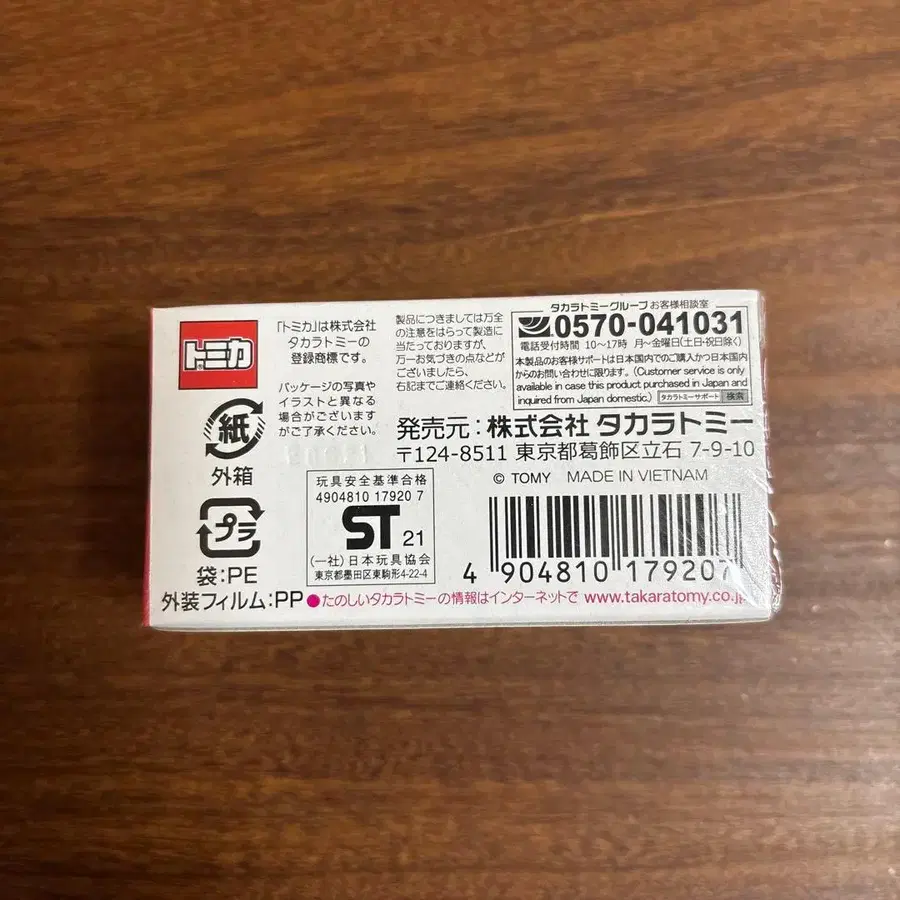 トミカ
「トミカ」は株式会社
タカラトミーの
登録商標です。
パッケージの写真や
イラストと異なる
場合がございます
がご了承ください。
製品につきましては万全
の注意をはらって製造に
当たっておりますが、
万一お気づきの点などが
ございましたら、
右記までご連絡ください。
タカラトミーグループ お客様相談室
0570-041031
電話受付時間 10〜17時 月〜金曜日(土日・祝日除く)
本製品のお客様サポートは日本国内でのご購入かつ日本国内
からのお問い合わせに限ります。(Customer service is only
available in case this product purchased in Japan and
inquired from Japan domestic.) タカラトミーサポート 検索
発売元:株式会社 タカラトミー
〒124-8511 東京都葛飾区立石 7-9-10
© TOMY MADE IN VIETNAM
紙
外箱
プラ
袋:PE
外装フィルム:PP
玩具安全基準合格
4904810 17920 7
ST 21
(一社)日本玩具協会
東京都墨田区東駒形4-22-4
4 904810 179207
●たのしいタカラトミーの情報はインターネットで www.takaratomy.co.jp